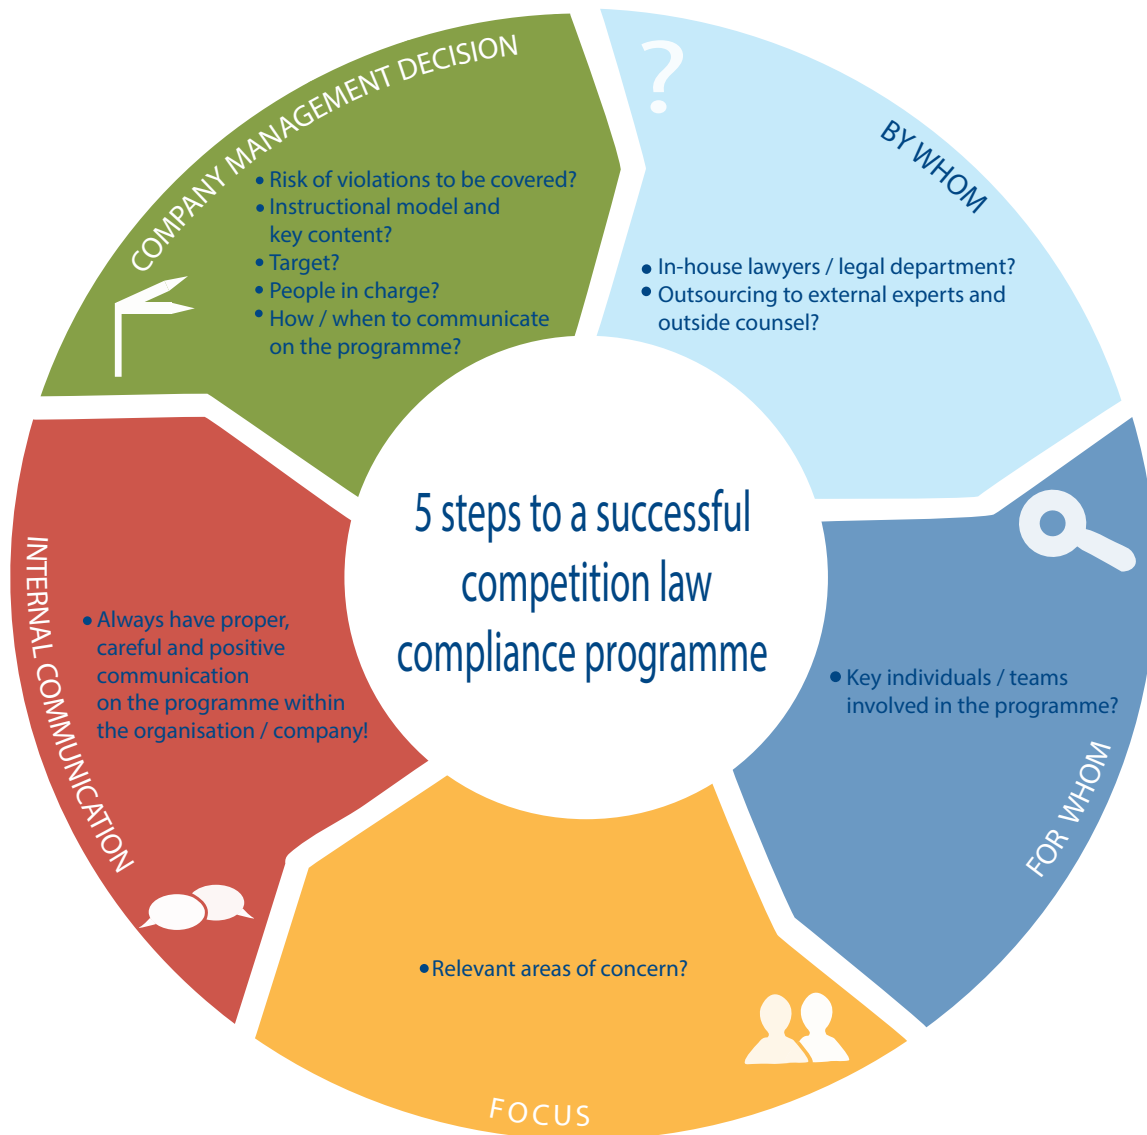 COMPANY MANAGEMENT DECISION
• Risk of violations to be covered?
• Instructional model and
key content?
• Target?
• People in charge?
• How / when to communicate
on the programme?
?
BY WHOM
• In-house lawyers / legal department?
• Outsourcing to external experts and
outside counsel?
5 steps to a successful
competition law
compliance programme
• Key individuals / teams
involved in the programme?
FOR WHOM
• Relevant areas of concern?
FOCUS
INTERNAL COMMUNICATION
• Always have proper,
careful and positive
communication
on the programme within
the organisation / company!